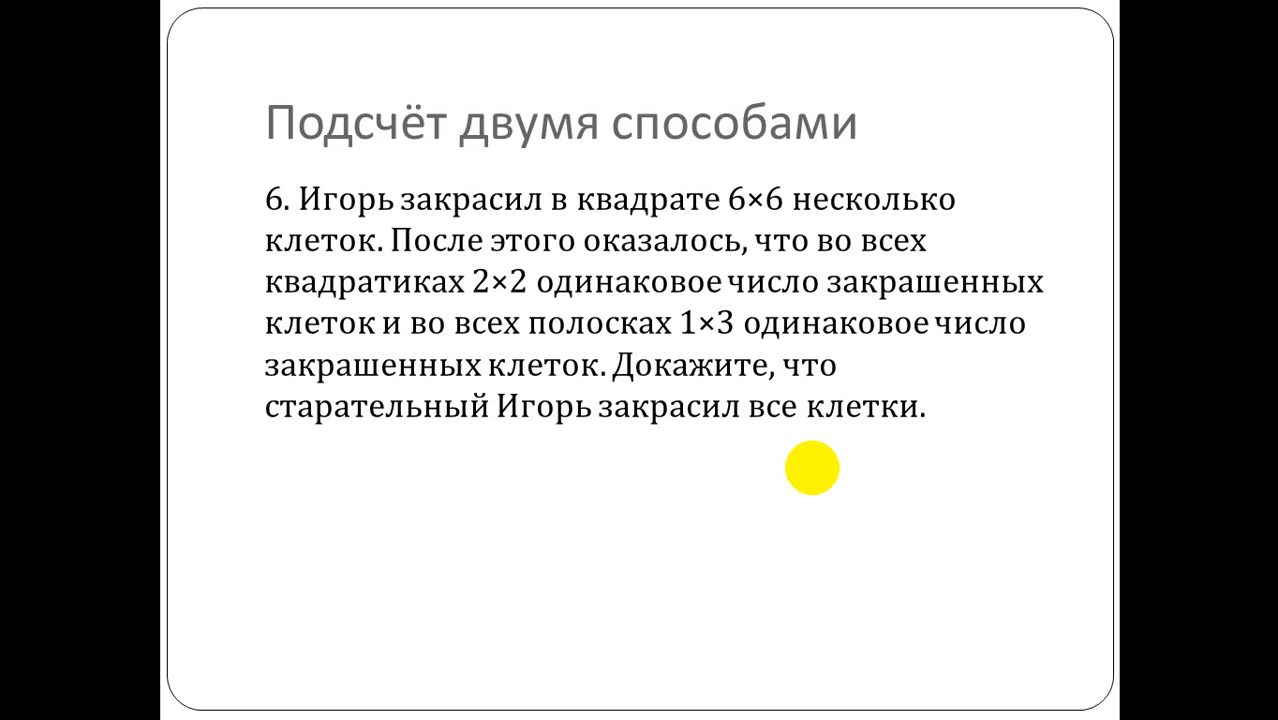 Подсчёт двумя способами
6. Игорь закрасил в квадрате 6×6 несколько
клеток. После этого оказалось, что во всех
квадратиках 2×2 одинаковое число закрашенных
клеток и во всех полосках 1×3 одинаковое число
закрашенных клеток. Докажите, что
старательный Игорь закрасил все клетки.